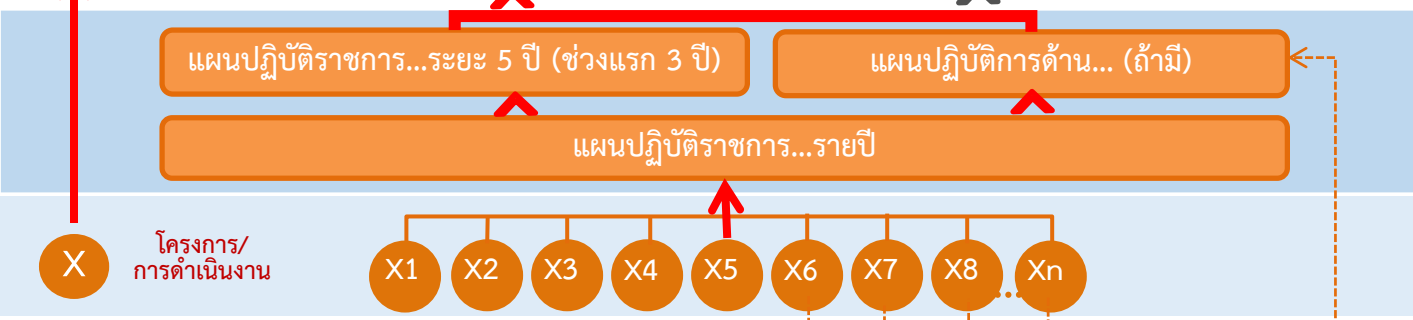 แผนปฏิบัติราชการ...ระยะ 5 ปี (ช่วงแรก 3 ปี)
แผนปฏิบัติการด้าน... (ถ้ามี)
แผนปฏิบัติราชการ...รายปี
X
โครงการ/
การดำเนินงาน
X1 X2 X3 X4 X5 X6 X7 X8 ... Xn